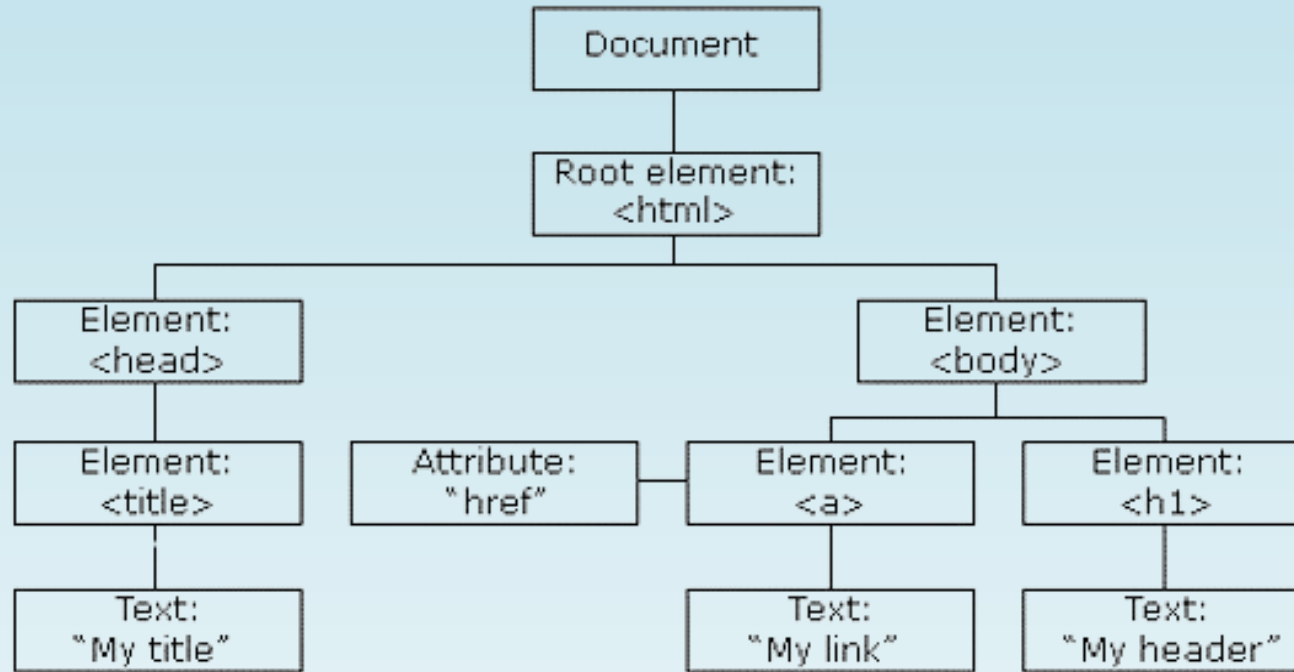 Document
Root element:
<html>
Element:
<head>
Element:
<body>
Element:
<title>
Attribute:
“href”
Element:
<a>
Element:
<h1>
Text:
“My title”
Text:
“My link”
Text:
“My header”